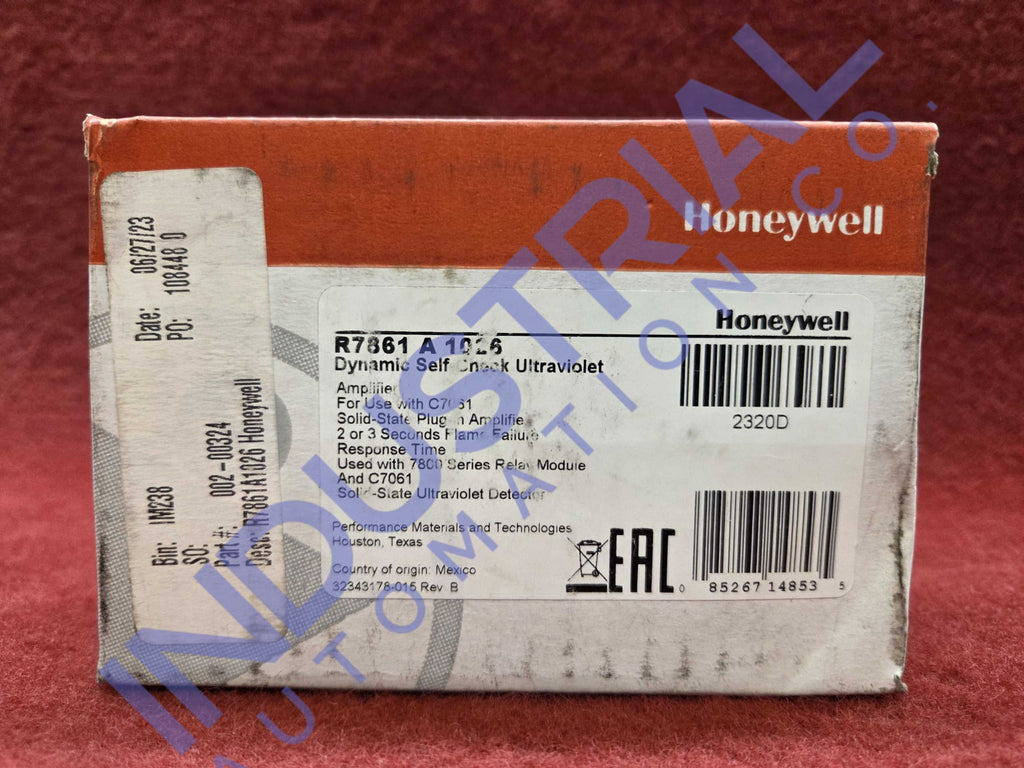 Honeywell
Date: 06/27/23
PO: 108448 0
Bin: IM238
SO:
Part #: 002-00324
Desc: R7861A1026 Honeywell
Honeywell
R7861 A 1026
Dynamic Self Check Ultraviolet
Amplifier
For Use with C7061
Solid-State Plug-in Amplifier
2 or 3 Seconds Flame Failure
Response Time
Used with 7800 Series Relay Module
And C7061
Solid-State Ultraviolet Detector
2320D
Performance Materials and Technologies
Houston, Texas
Country of origin: Mexico
32343178-015 Rev. B
EAC
0 85267 14853 5
INDUSTRIAL
AUTOMATION CO.